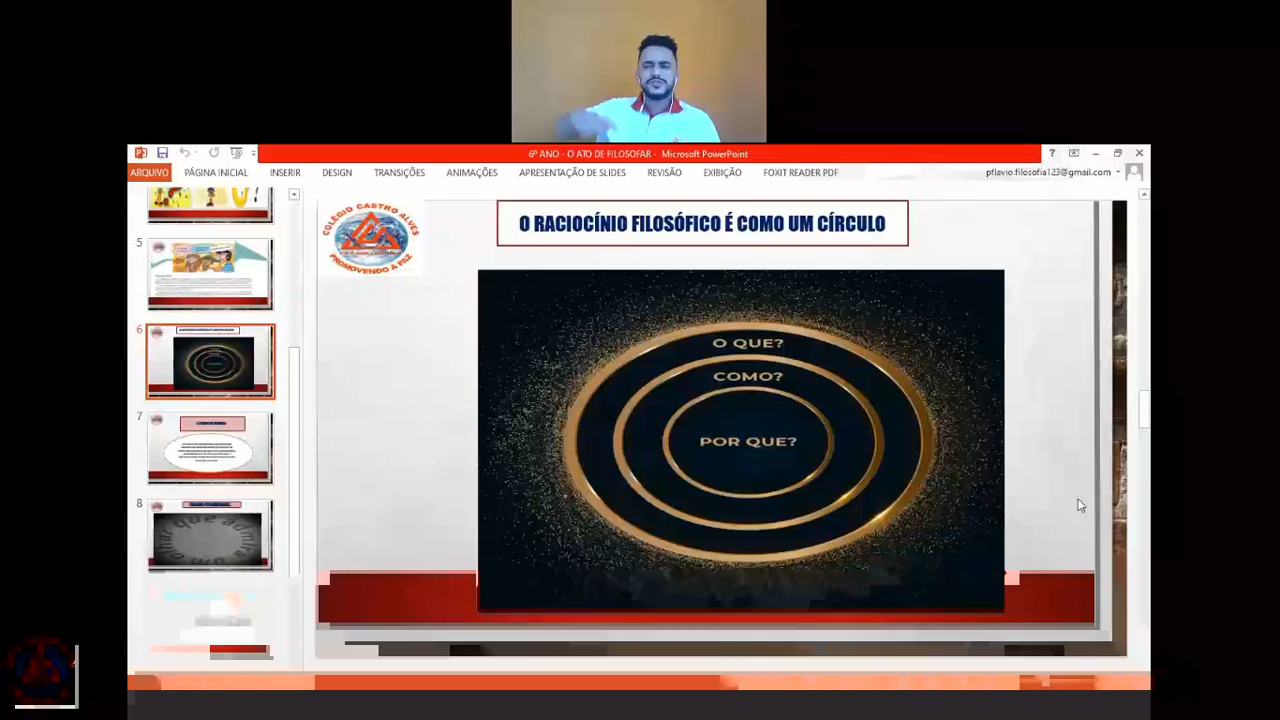 6º ANO - O ATO DE FILOSOFAR - Microsoft PowerPoint
ARQUIVO PÁGINA INICIAL INSERIR DESIGN TRANSIÇÕES ANIMAÇÕES APRESENTAÇÃO DE SLIDES REVISÃO EXIBIÇÃO FOXIT READER PDF
pflavio.filosofia123@gmail.com
COLÉGIO CASTRO ALVES
PROMOVENDO A PAZ
O RACIOCÍNIO FILOSÓFICO É COMO UM CÍRCULO
O QUE?
COMO?
POR QUE?
5
6
7
8
que admira